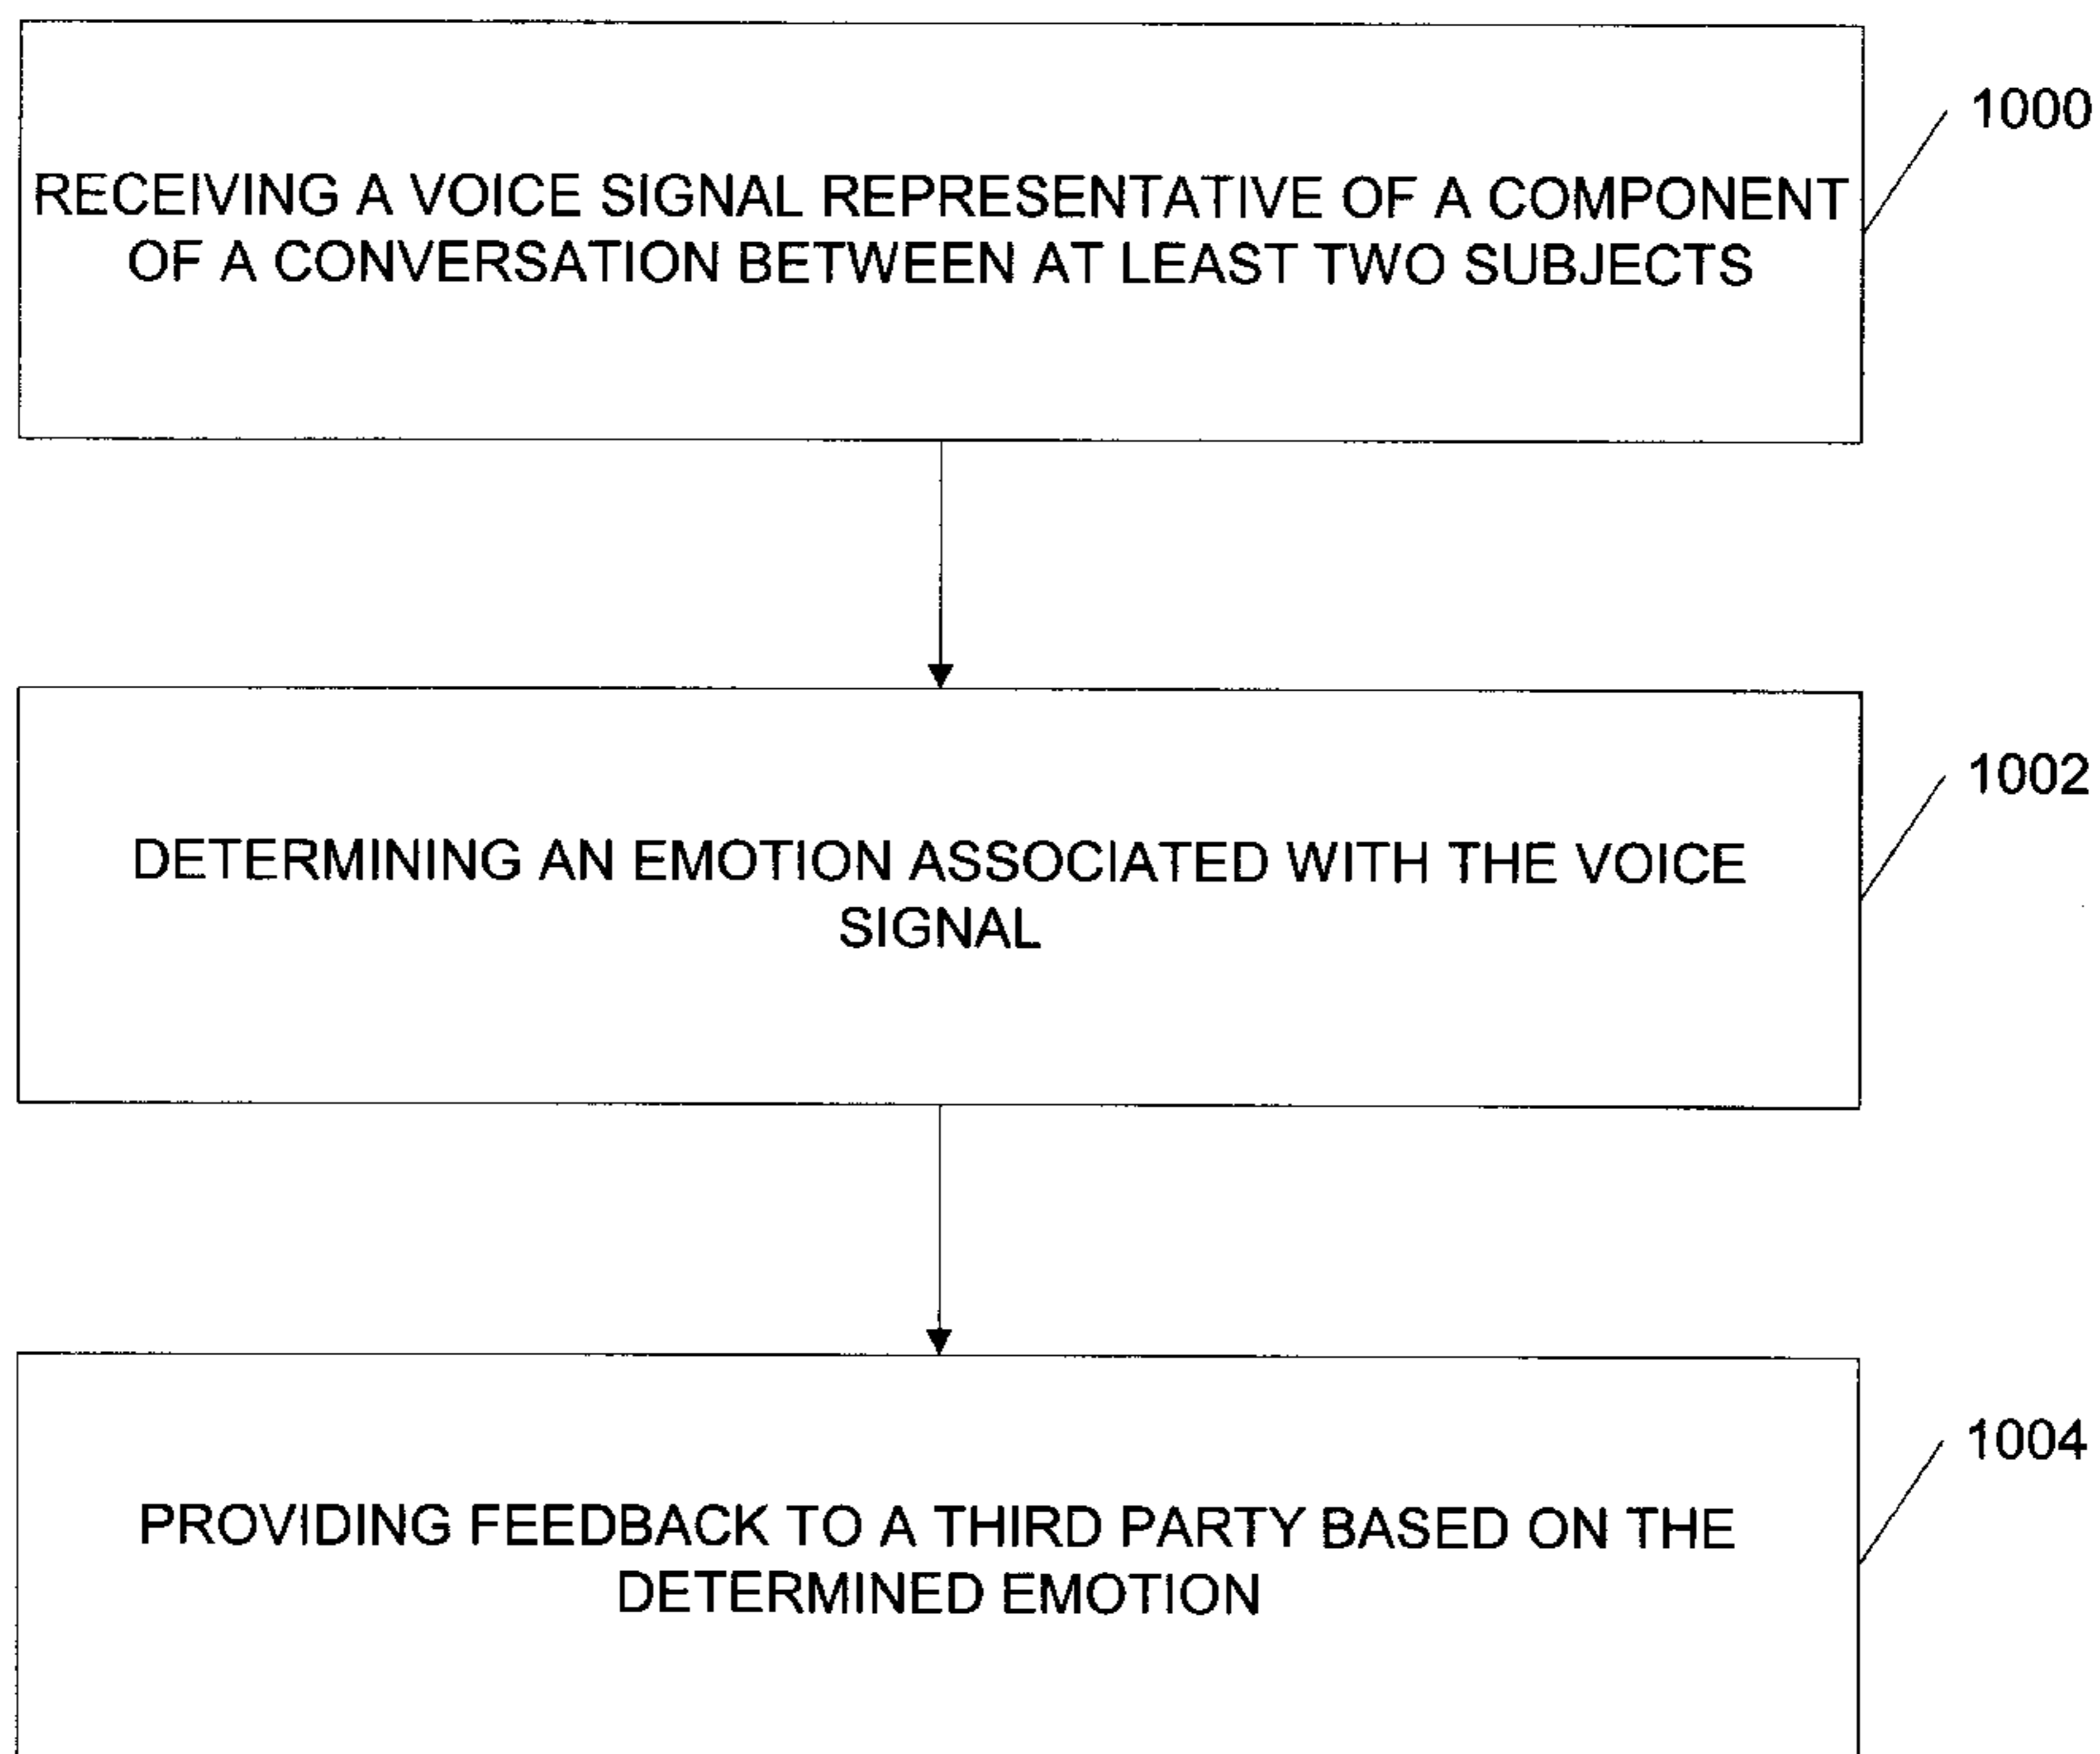 1000
RECEIVING A VOICE SIGNAL REPRESENTATIVE OF A COMPONENT
OF A CONVERSATION BETWEEN AT LEAST TWO SUBJECTS
1002
DETERMINING AN EMOTION ASSOCIATED WITH THE VOICE
SIGNAL
1004
PROVIDING FEEDBACK TO A THIRD PARTY BASED ON THE
DETERMINED EMOTION